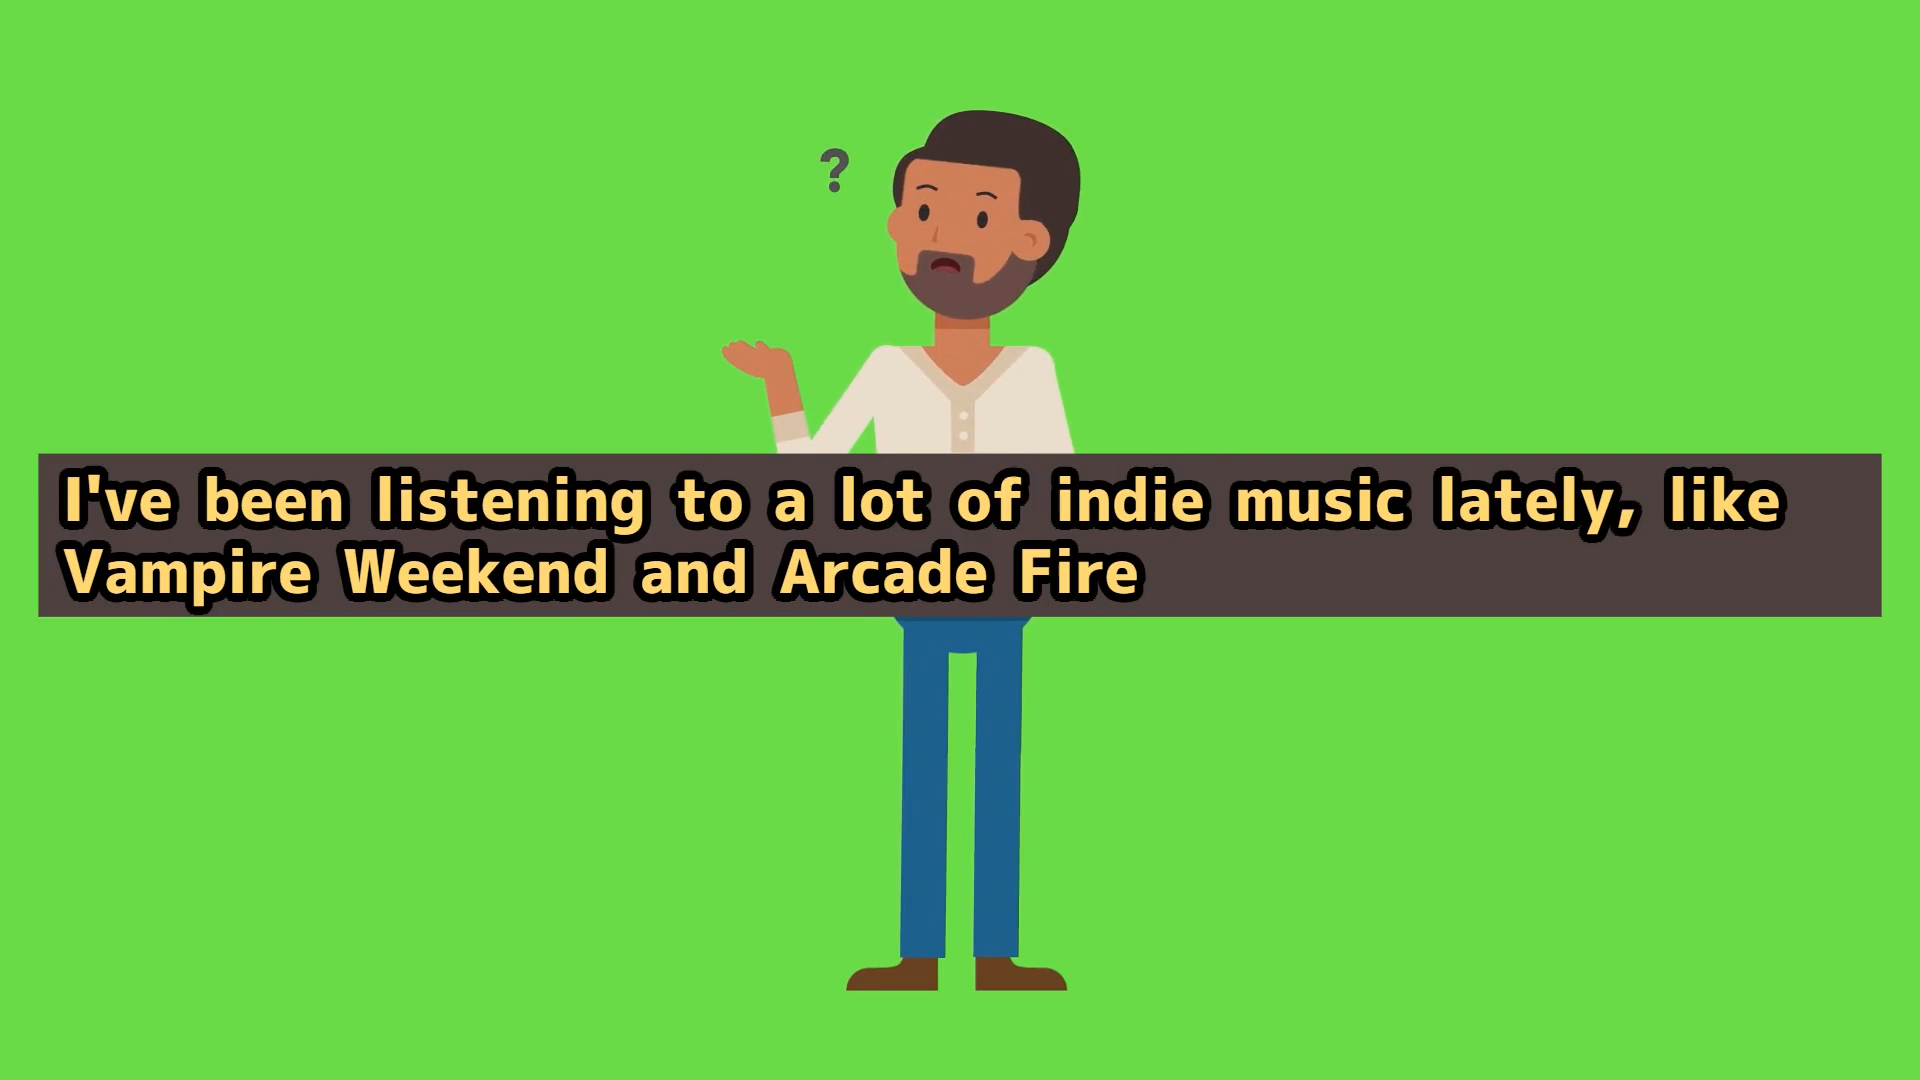 ?
I've been listening to a lot of indie music lately, like
Vampire Weekend and Arcade Fire